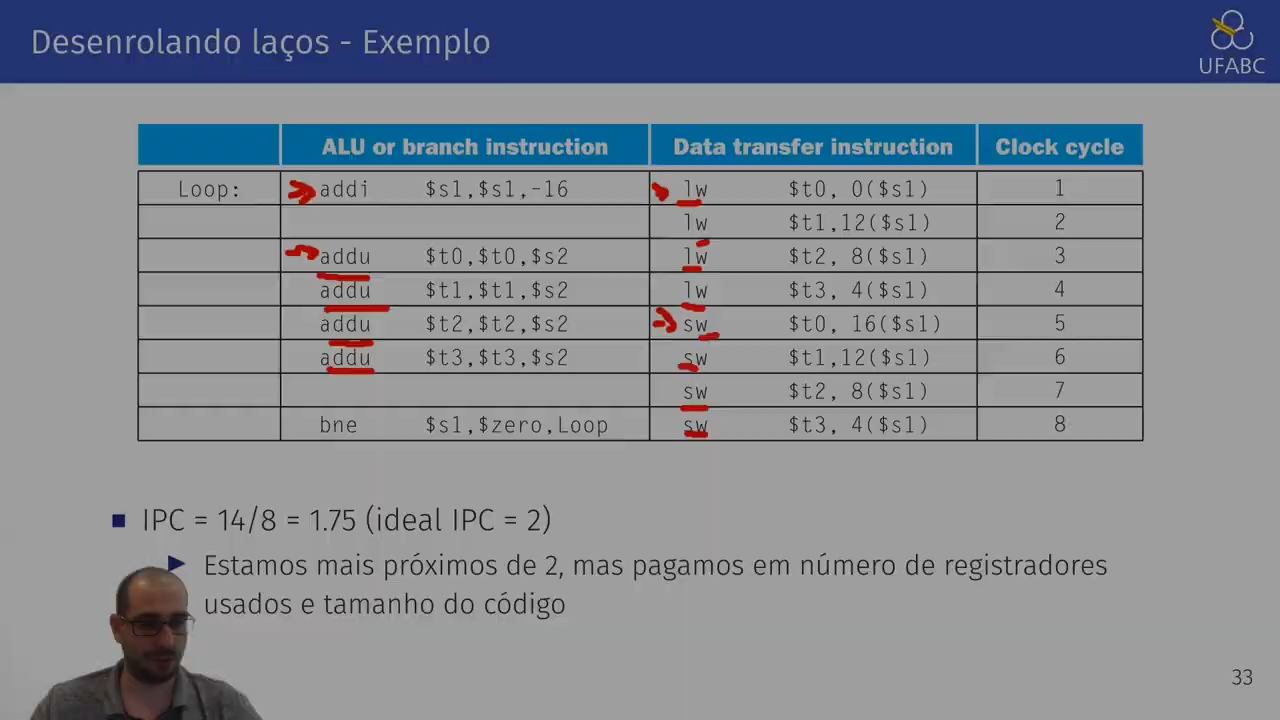 Desenrolando laços - Exemplo
UFABC
ALU or branch instruction Data transfer instruction Clock cycle
Loop: addi $s1,$s1,-16 lw $t0, 0($s1) 1
lw $t1,12($s1) 2
addu $t0,$t0,$s2 lw $t2, 8($s1) 3
addu $t1,$t1,$s2 lw $t3, 4($s1) 4
addu $t2,$t2,$s2 sw $t0, 16($s1) 5
addu $t3,$t3,$s2 sw $t1,12($s1) 6
sw $t2, 8($s1) 7
bne $s1,$zero,Loop sw $t3, 4($s1) 8
IPC = 14/8 = 1.75 (ideal IPC = 2)
Estamos mais próximos de 2, mas pagamos em número de registradores
usados e tamanho do código
33